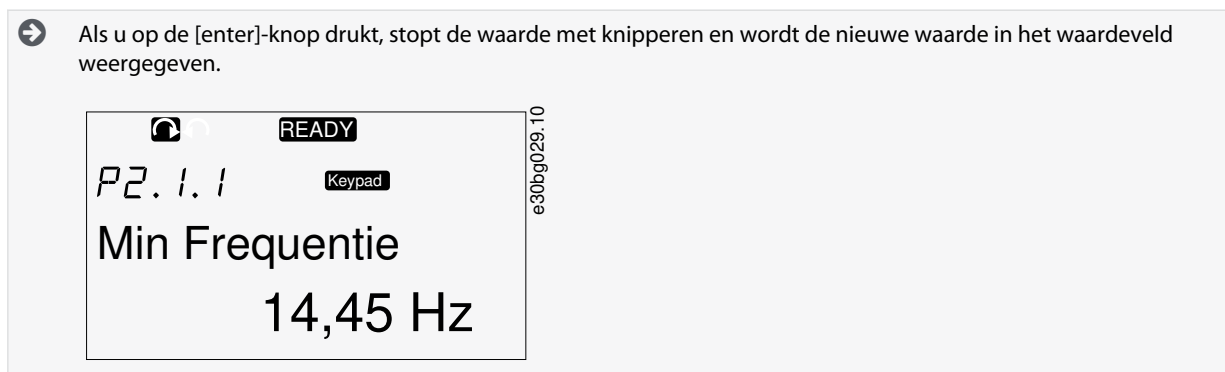 Als u op de [enter]-knop drukt, stopt de waarde met knipperen en wordt de nieuwe waarde in het waardeveld
weergegeven.
READY
P2.1.1
Keypad
Min Frequentie
14,45 Hz
e30bg029.10